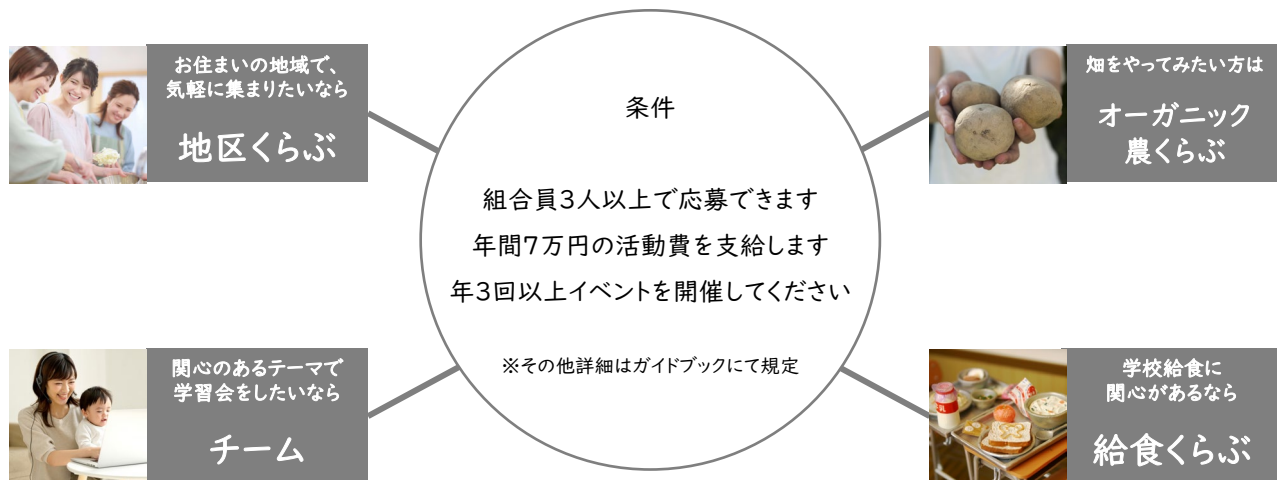 お住まいの地域で、
気軽に集まりたいなら
地区くらぶ
畑をやってみたい方は
オーガニック
農くらぶ
条件
組合員3人以上で応募できます
年間7万円の活動費を支給します
年3回以上イベントを開催してください
※その他詳細はガイドブックにて規定
関心のあるテーマで
学習会をしたいなら
チーム
学校給食に
関心があるなら
給食くらぶ